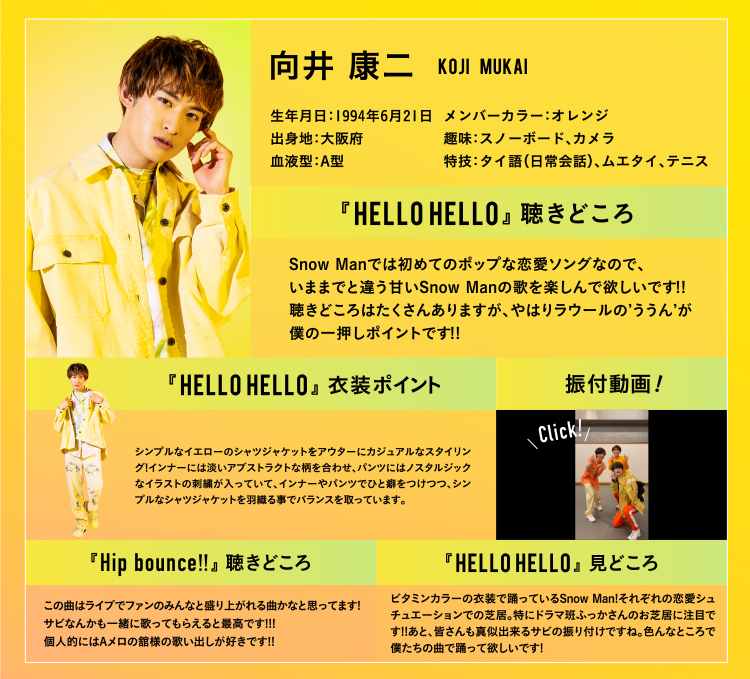 向井 康二 KOJI MUKAI
生年月日：1994年6月21日 メンバーカラー：オレンジ
出身地：大阪府 趣味：スノーボード、カメラ
血液型：A型 特技：タイ語（日常会話）、ムエタイ、テニス
『HELLO HELLO』聴きどころ
Snow Manでは初めてのポップな恋愛ソングなので、
いままでと違う甘いSnow Manの歌を楽しんで欲しいです!!
聴きどころはたくさんありますが、やはりラウールの'ううん'が
僕の一押しポイントです!!
『HELLO HELLO』衣装ポイント
シンプルなイエローのシャツジャケットをアウターにカジュアルなスタイリン
グ!インナーには淡いアブストラクトな柄を合わせ、パンツにはノスタルジック
なイラストの刺繍が入っていて、インナーやパンツでひと癖をつけつつ、シン
プルなシャツジャケットを羽織る事でバランスを取っています。
振付動画！
Click!
『Hip bounce!!』聴きどころ
この曲はライブでファンのみんなと盛り上がれる曲かなと思ってます!
サビなんかも一緒に歌ってもらえると最高です!!!
個人的にはAメロの舘様の歌い出しが好きです!!
『HELLO HELLO』見どころ
ビタミンカラーの衣装で踊っているSnow Man!それぞれの恋愛シュ
チュエーションでの芝居。特にドラマ班ふっかさんのお芝居に注目で
す!!あと、皆さんも真似出来るサビの振り付けですね。色んなところで
僕たちの曲で踊って欲しいです!